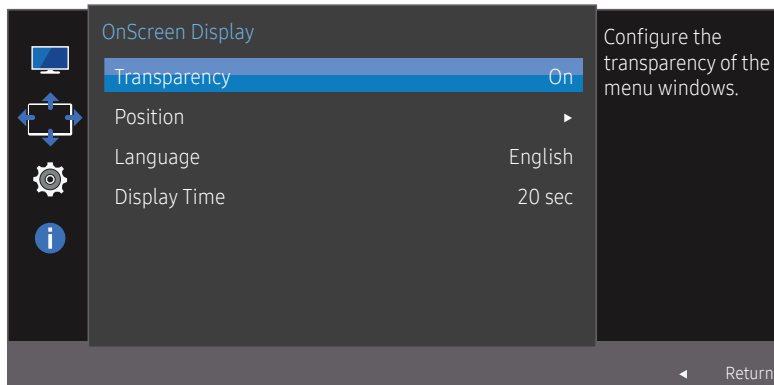 OnScreen Display
Transparency On
Position ▸
Language English
Display Time 20 sec
Configure the
transparency of the
menu windows.
◂ Return